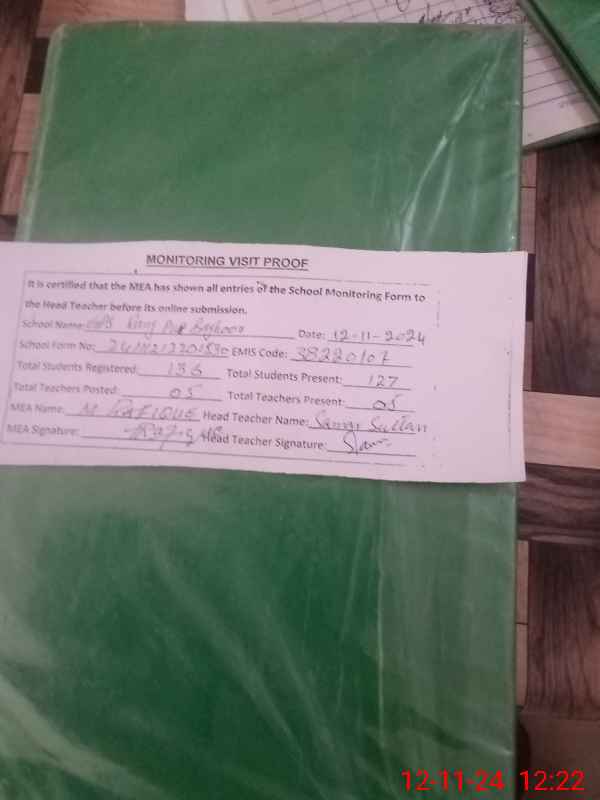 MONITORING VISIT PROOF
It is certified that the MEA has shown all entries of the School Monitoring Form to
the Head Teacher before its online submission.
School Name: Date: 12-11-2024
School Form No: EMIS Code: 38220107
Total Students Registered: 136 Total Students Present: 127
Total Teachers Posted: 05 Total Teachers Present: 05
MEA Name: M RAFIQUE Head Teacher Name: Sultan
MEA Signature: Head Teacher Signature:
12-11-24 12:22